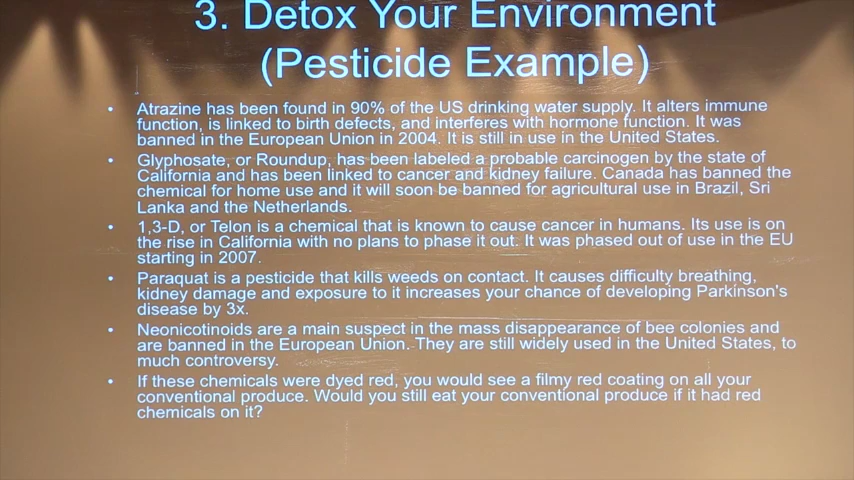 3. Detox Your Environment
(Pesticide Example)
• Atrazine has been found in 90% of the US drinking water supply. It alters immune
function, is linked to birth defects, and interferes with hormone function. It was
banned in the European Union in 2004. It is still in use in the United States.
• Glyphosate, or Roundup, has been labeled a probable carcinogen by the state of
California and has been linked to cancer and kidney failure. Canada has banned the
chemical for home use and it will soon be banned for agricultural use in Brazil, Sri
Lanka and the Netherlands.
• 1,3-D, or Telon is a chemical that is known to cause cancer in humans. Its use is on
the rise in California with no plans to phase it out. It was phased out of use in the EU
starting in 2007.
• Paraquat is a pesticide that kills weeds on contact. It causes difficulty breathing,
kidney damage and exposure to it increases your chance of developing Parkinson's
disease by 3x.
• Neonicotinoids are a main suspect in the mass disappearance of bee colonies and
are banned in the European Union. They are still widely used in the United States, to
much controversy.
• If these chemicals were dyed red, you would see a filmy red coating on all your
conventional produce. Would you still eat your conventional produce if it had red
chemicals on it?